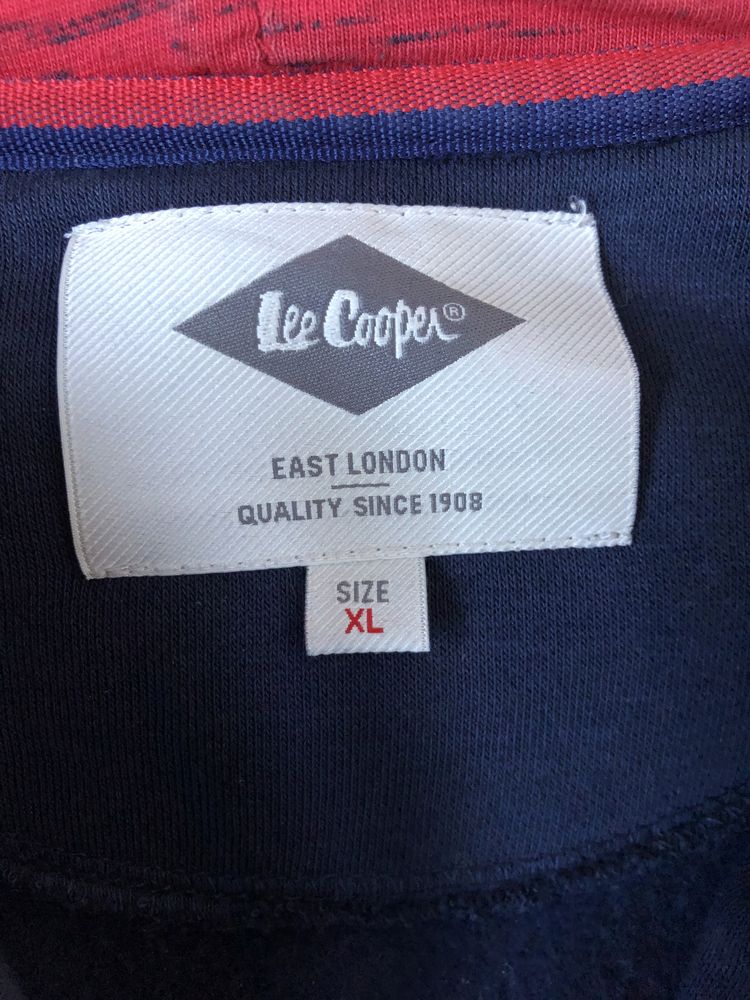 Lee Cooper®
EAST LONDON
QUALITY SINCE 1908
SIZE
XL